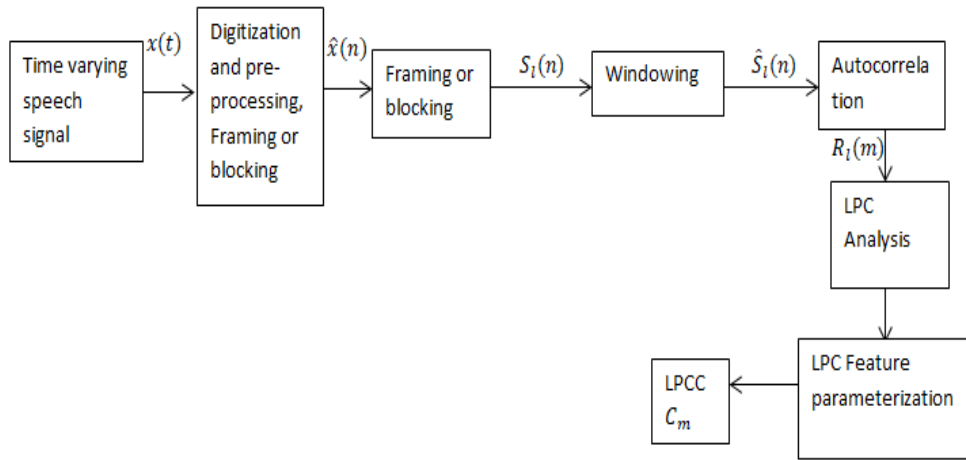 Time varying
speech
signal
x(t)
Digitization
and pre-
processing,
Framing or
blocking
x̂(n)
Framing or
blocking
S_l(n)
Windowing
Ŝ_l(n)
Autocorrela
tion
R_l(m)
LPC
Analysis
LPC Feature
parameterization
LPCC
C_m